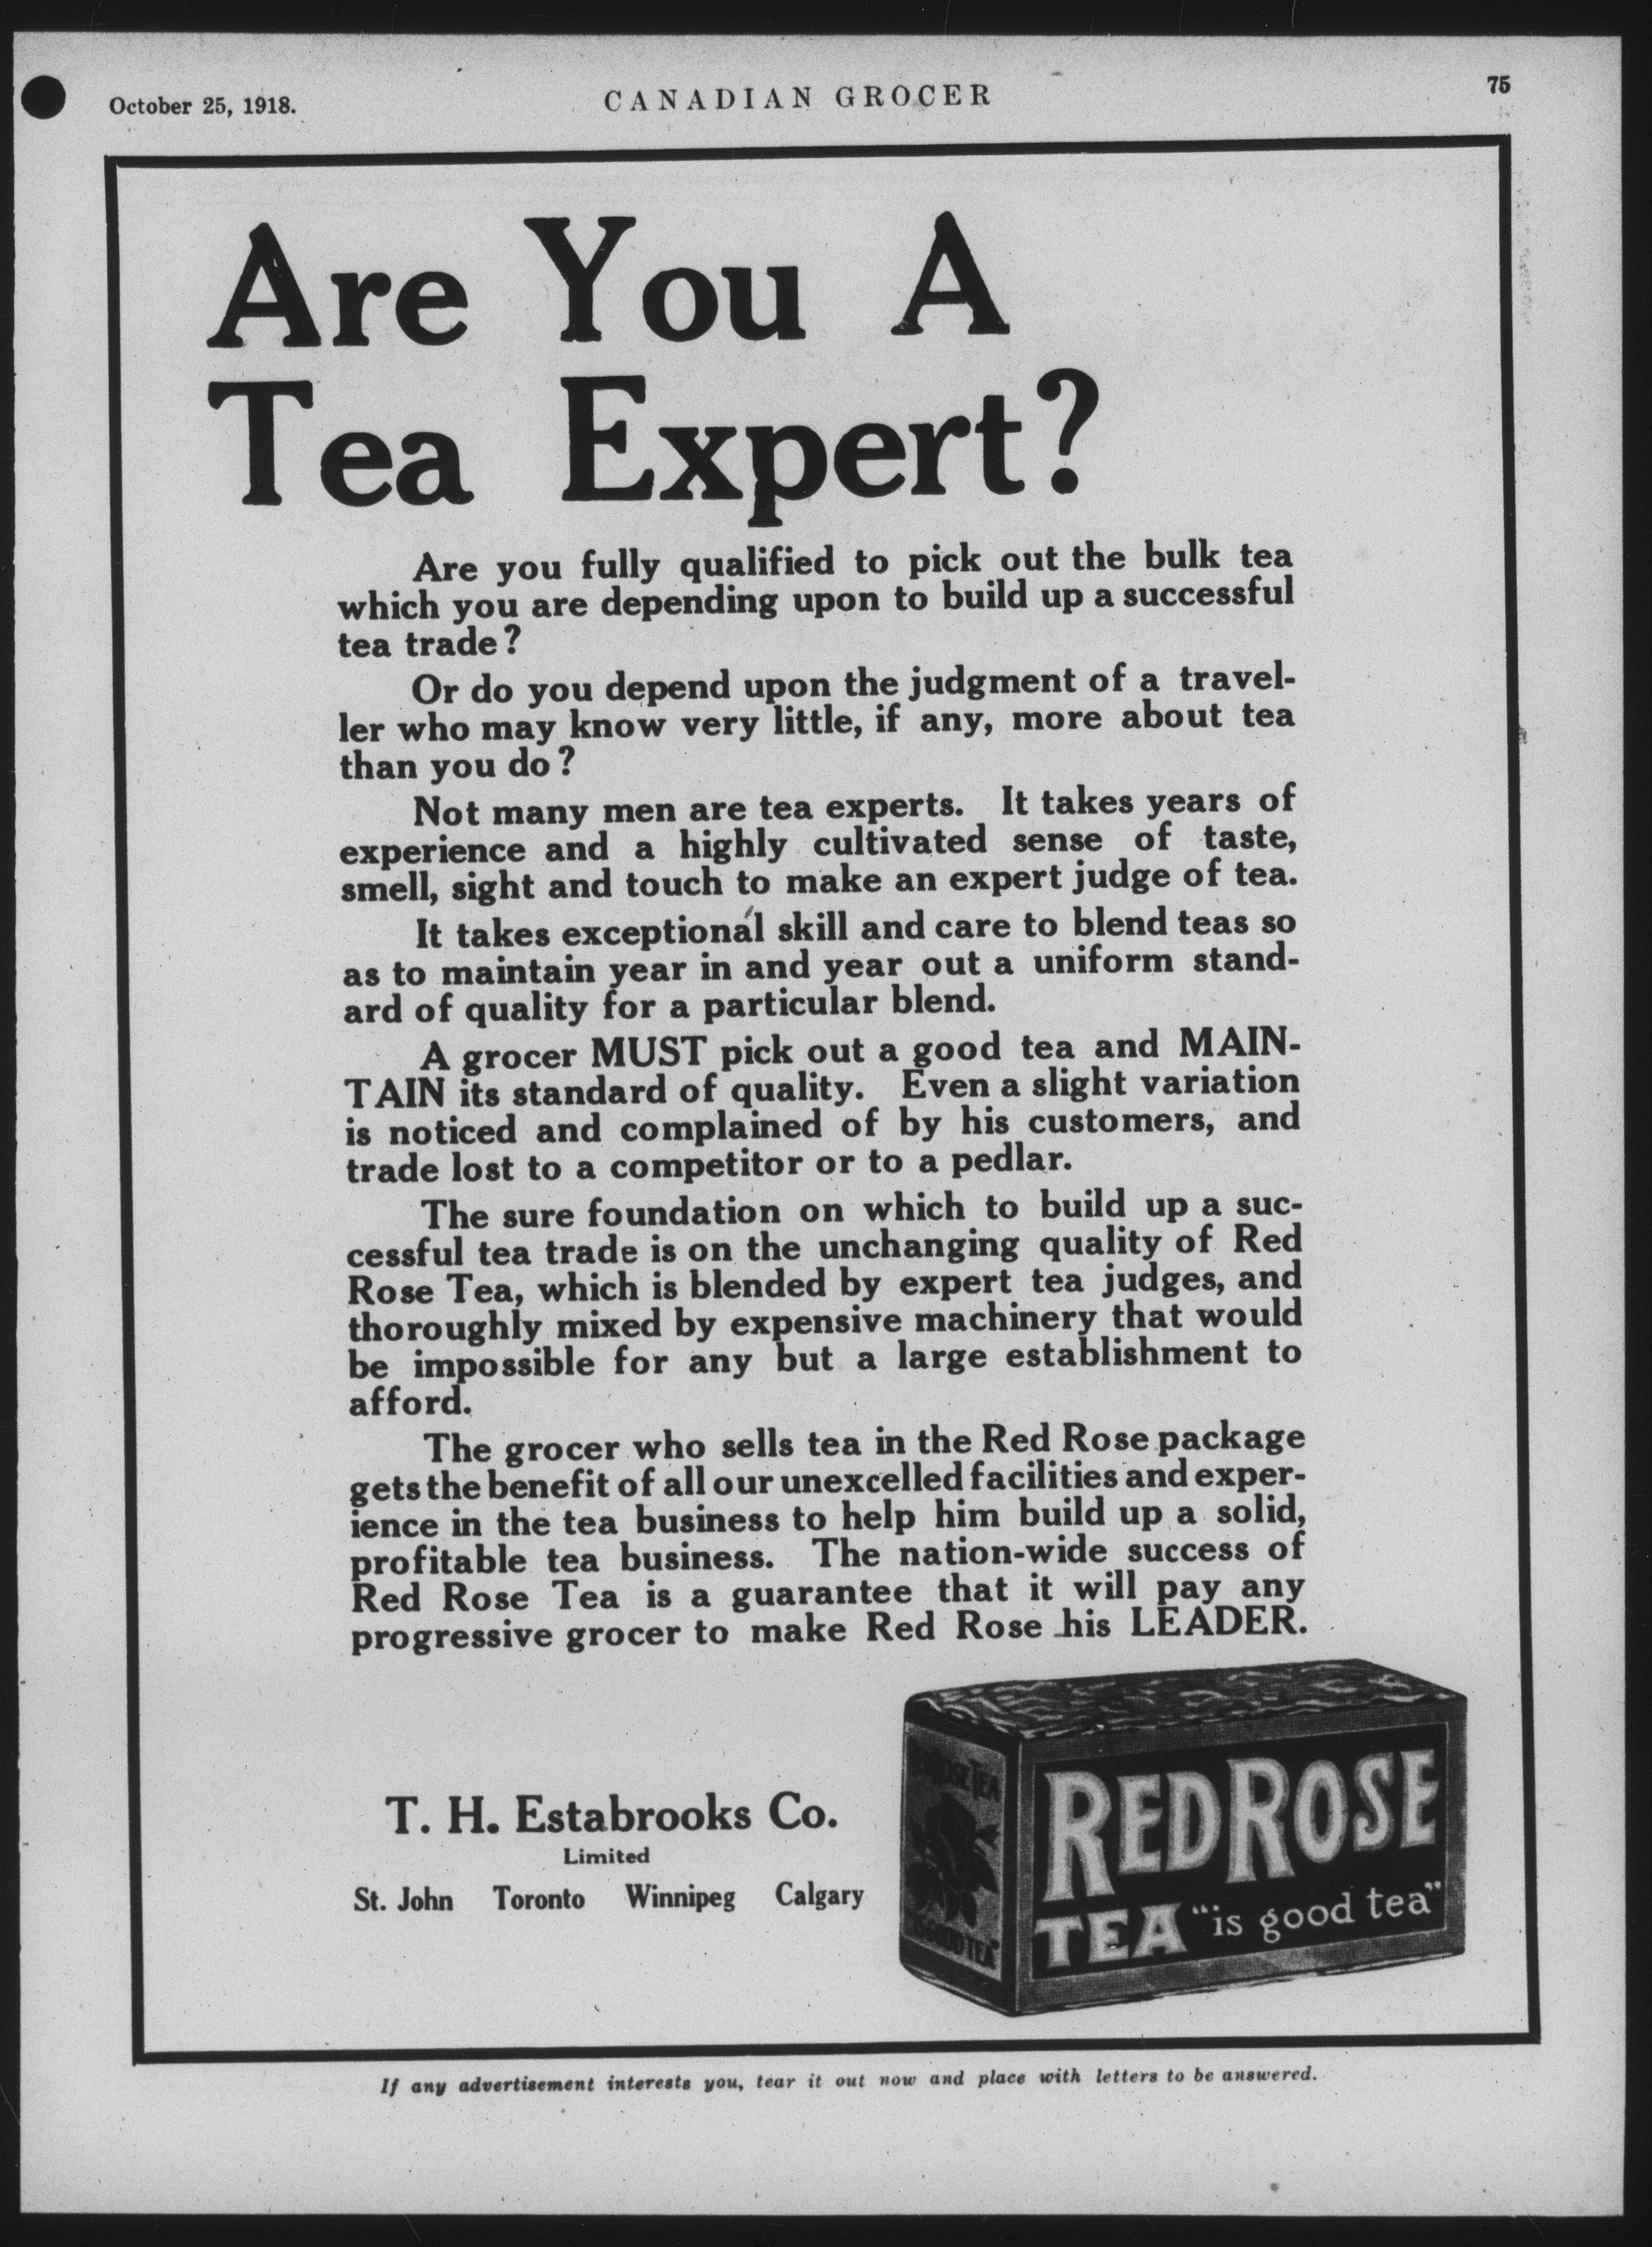 October 25, 1918.
CANADIAN GROCER
75
Are You A
Tea Expert?
Are you fully qualified to pick out the bulk tea
which you are depending upon to build up a successful
tea trade?
Or do you depend upon the judgment of a travel-
ler who may know very little, if any, more about tea
than you do?
Not many men are tea experts. It takes years of
experience and a highly cultivated sense of taste,
smell, sight and touch to make an expert judge of tea.
It takes exceptional skill and care to blend teas so
as to maintain year in and year out a uniform stand-
ard of quality for a particular blend.
A grocer MUST pick out a good tea and MAIN-
TAIN its standard of quality. Even a slight variation
is noticed and complained of by his customers, and
trade lost to a competitor or to a pedlar.
The sure foundation on which to build up a suc-
cessful tea trade is on the unchanging quality of Red
Rose Tea, which is blended by expert tea judges, and
thoroughly mixed by expensive machinery that would
be impossible for any but a large establishment to
afford.
The grocer who sells tea in the Red Rose package
gets the benefit of all our unexcelled facilities and exper-
ience in the tea business to help him build up a solid,
profitable tea business. The nation-wide success of
Red Rose Tea is a guarantee that it will pay any
progressive grocer to make Red Rose his LEADER.
T. H. Estabrooks Co.
Limited
St. John Toronto Winnipeg Calgary
ROSE TEA
GOOD TEA"
RED ROSE
TEA "is good tea"
If any advertisement interests you, tear it out now and place with letters to be answered.